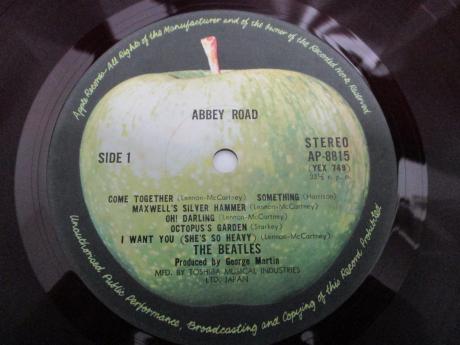 Apple Records-All Rights of the Manufacturer and of the Owner of the Recorded Work Reserved
ABBEY ROAD
SIDE 1
STEREO
AP-8815
(YEX 749)
33⅓ r.p.m.
COME TOGETHER (Lennon-McCartney) SOMETHING (Harrison)
MAXWELL'S SILVER HAMMER (Lennon-McCartney)
OH! DARLING (Lennon-McCartney)
OCTOPUS'S GARDEN (Starkey)
I WANT YOU (SHE'S SO HEAVY) (Lennon-McCartney)
THE BEATLES
Produced by George Martin
MFD. BY TOSHIBA MUSICAL INDUSTRIES
LTD. JAPAN
Unauthorised Public Performance, Broadcasting and Copying of this Record Prohibited